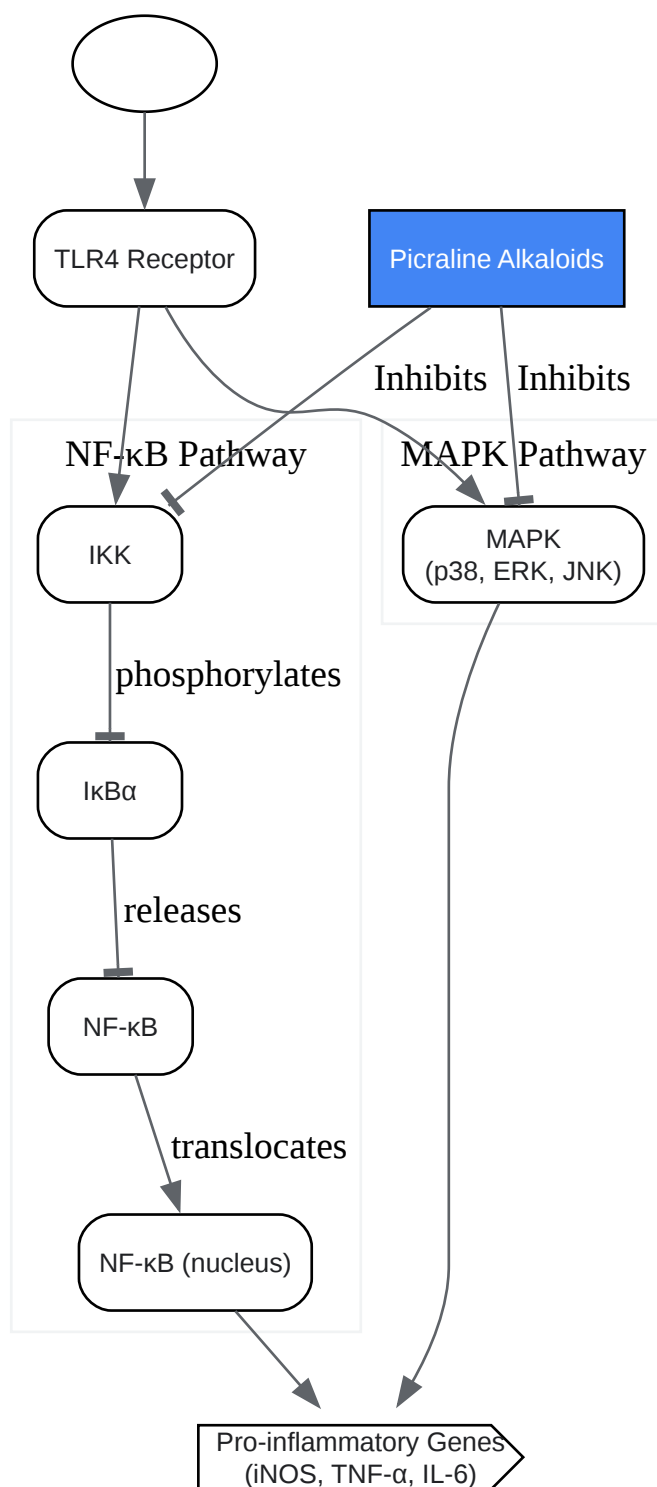 TLR4 Receptor
Picraline Alkaloids
Inhibits
Inhibits
NF-κB Pathway
MAPK Pathway
IKK
MAPK
(p38, ERK, JNK)
phosphorylates
IκBα
releases
NF-κB
translocates
NF-κB (nucleus)
Pro-inflammatory Genes
(iNOS, TNF-α, IL-6)